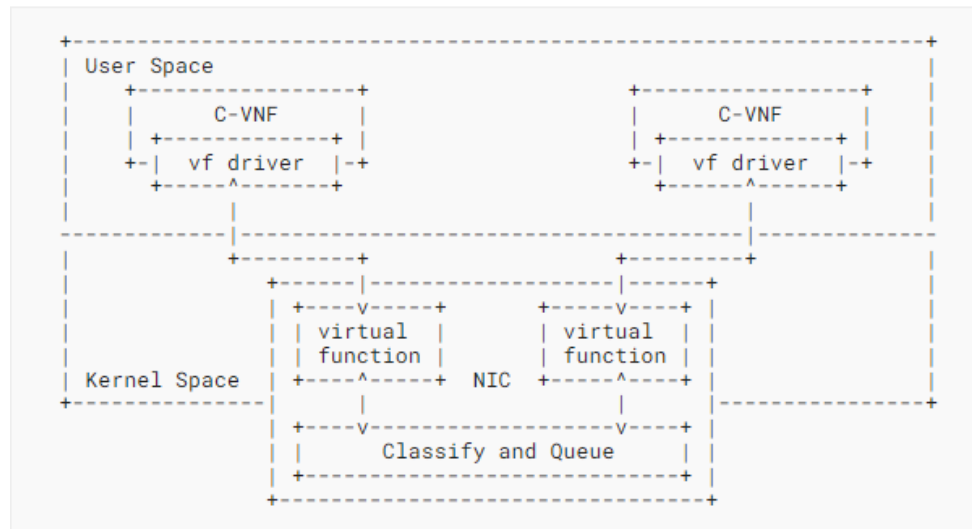 User Space
C-VNF C-VNF
vf driver vf driver
virtual virtual
function function
Kernel Space NIC
Classify and Queue